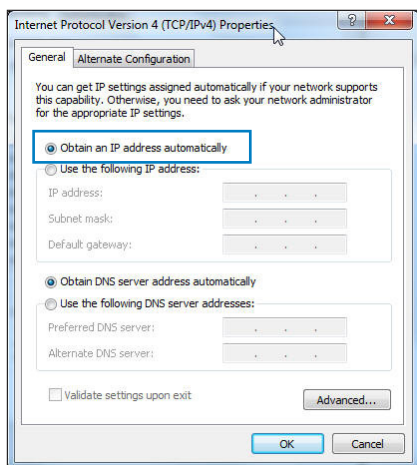 Internet Protocol Version 4 (TCP/IPv4) Properties
General
Alternate Configuration
You can get IP settings assigned automatically if your network supports
this capability. Otherwise, you need to ask your network administrator
for the appropriate IP settings.
Obtain an IP address automatically
Use the following IP address:
IP address:
Subnet mask:
Default gateway:
Obtain DNS server address automatically
Use the following DNS server addresses:
Preferred DNS server:
Alternate DNS server:
Validate settings upon exit
Advanced...
OK
Cancel